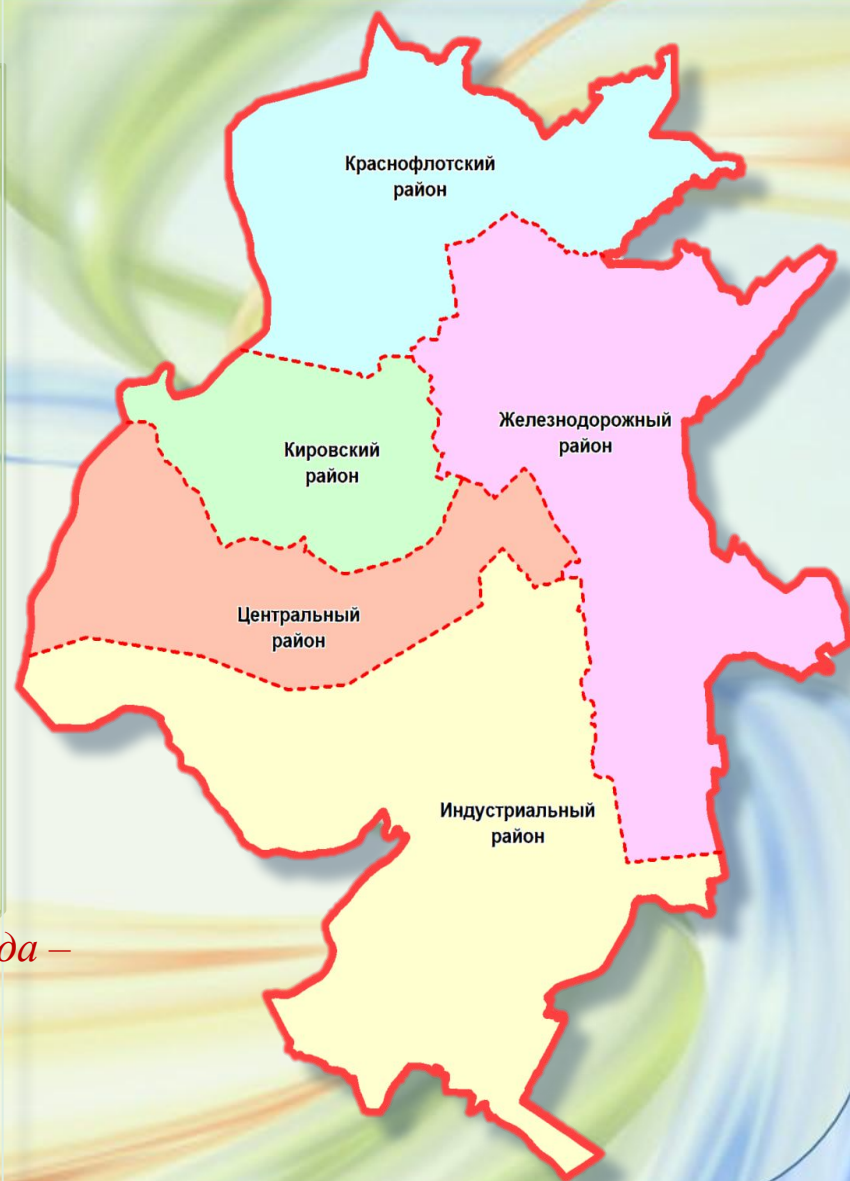 Краснофлотский
район
Железнодорожный
район
Кировский
район
Центральный
район
Индустриальный
район
да –